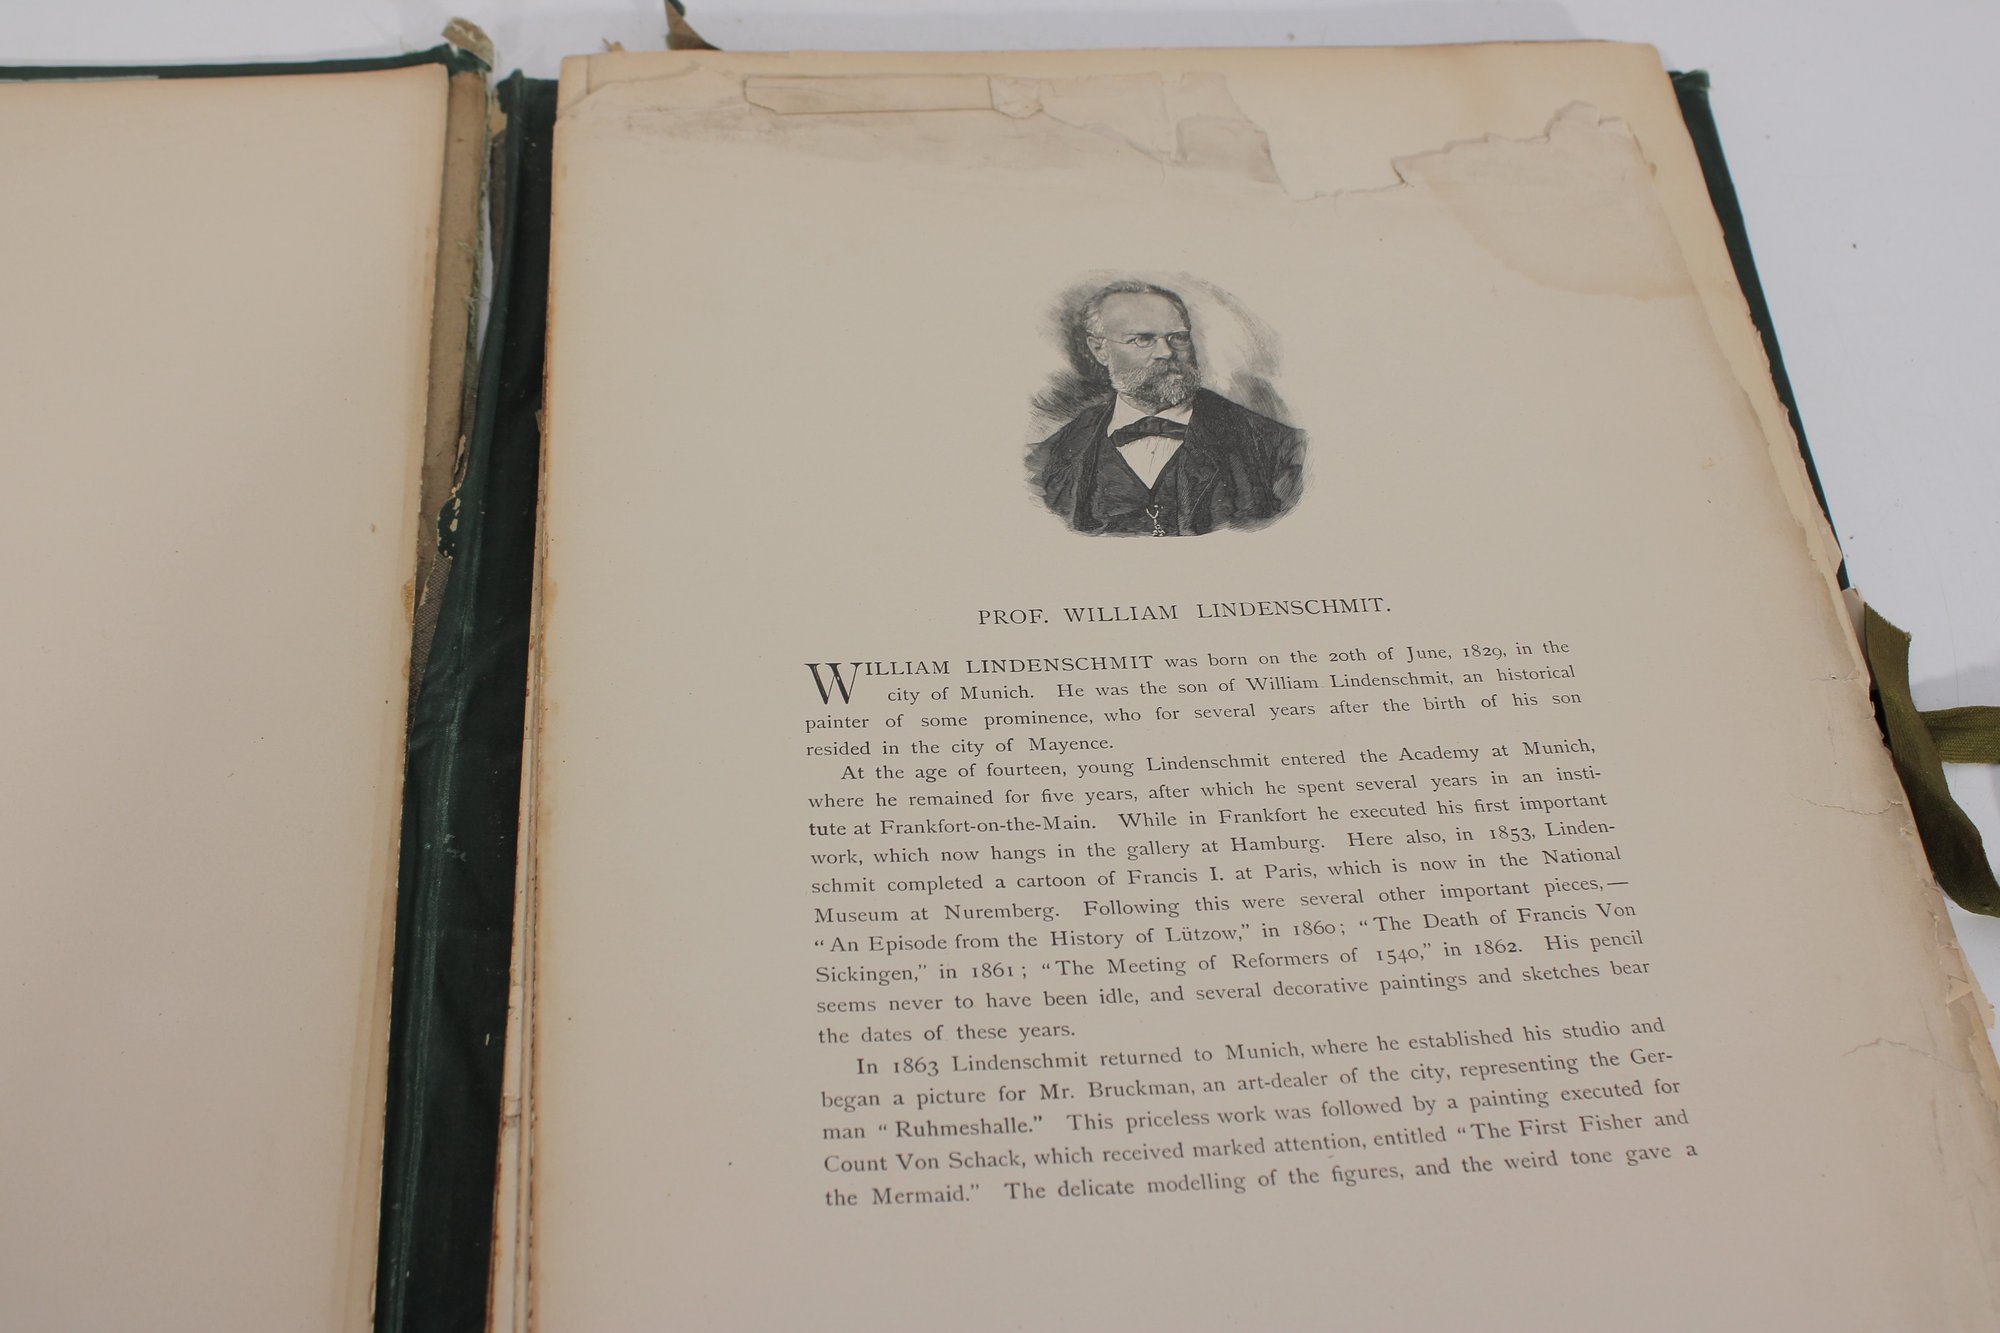 PROF. WILLIAM LINDENSCHMIT.
WILLIAM LINDENSCHMIT was born on the 20th of June, 1829, in the
city of Munich. He was the son of William Lindenschmit, an historical
painter of some prominence, who for several years after the birth of his son
resided in the city of Mayence.
At the age of fourteen, young Lindenschmit entered the Academy at Munich,
where he remained for five years, after which he spent several years in an insti-
tute at Frankfort-on-the-Main. While in Frankfort he executed his first important
work, which now hangs in the gallery at Hamburg. Here also, in 1853, Linden-
schmit completed a cartoon of Francis I. at Paris, which is now in the National
Museum at Nuremberg. Following this were several other important pieces,—
“An Episode from the History of Lützow,” in 1860; “The Death of Francis Von
Sickingen,” in 1861; “The Meeting of Reformers of 1540,” in 1862. His pencil
seems never to have been idle, and several decorative paintings and sketches bear
the dates of these years.
In 1863 Lindenschmit returned to Munich, where he established his studio and
began a picture for Mr. Bruckman, an art-dealer of the city, representing the Ger-
man “Ruhmeshalle.” This priceless work was followed by a painting executed for
Count Von Schack, which received marked attention, entitled “The First Fisher and
the Mermaid.” The delicate modelling of the figures, and the weird tone gave a